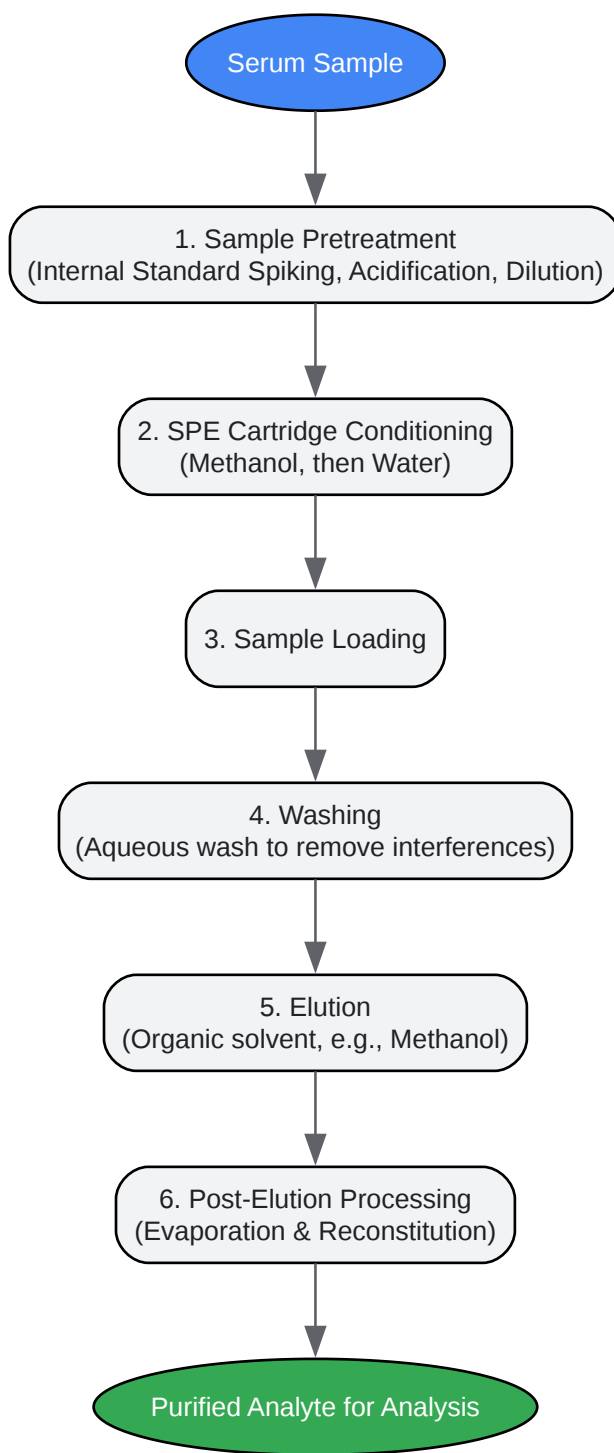 Serum Sample
1. Sample Pretreatment
(Internal Standard Spiking, Acidification, Dilution)
2. SPE Cartridge Conditioning
(Methanol, then Water)
3. Sample Loading
4. Washing
(Aqueous wash to remove interferences)
5. Elution
(Organic solvent, e.g., Methanol)
6. Post-Elution Processing
(Evaporation & Reconstitution)
Purified Analyte for Analysis